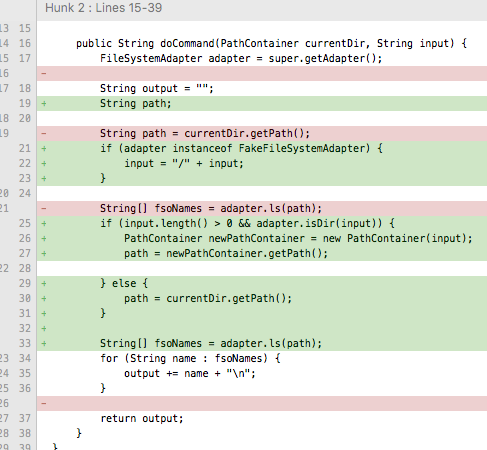 Hunk 2 : Lines 15-39
13 15
14 16 public String doCommand(PathContainer currentDir, String input) {
15 17 FileSystemAdapter adapter = super.getAdapter();
16 -
17 18 String output = "";
19 + String path;
18 20
19 - String path = currentDir.getPath();
21 + if (adapter instanceof FakeFileSystemAdapter) {
22 + input = "/" + input;
23 + }
20 24
21 - String[] fsoNames = adapter.ls(path);
25 + if (input.length() > 0 && adapter.isDir(input)) {
26 + PathContainer newPathContainer = new PathContainer(input);
27 + path = newPathContainer.getPath();
22 28
29 + } else {
30 + path = currentDir.getPath();
31 + }
32 +
33 + String[] fsoNames = adapter.ls(path);
23 34 for (String name : fsoNames) {
24 35 output += name + "\n";
25 36 }
26 -
27 37 return output;
28 38 }
29 39 }